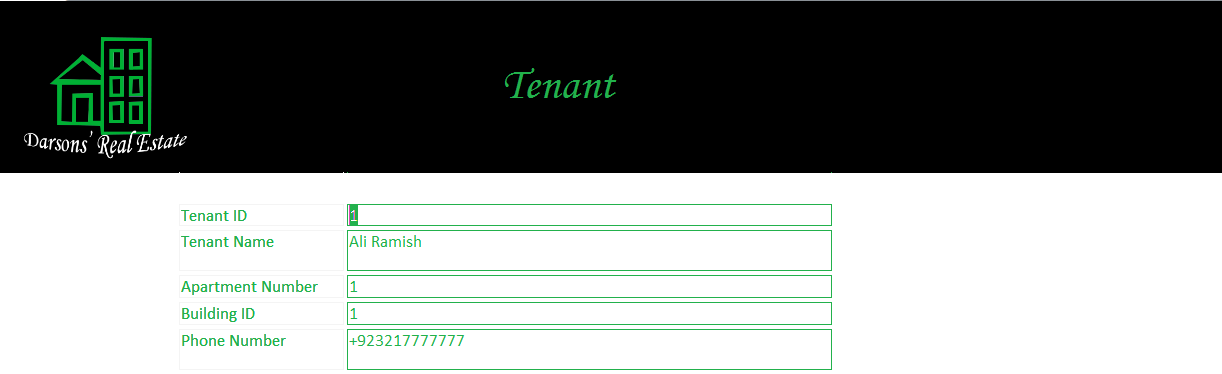 Tenant
Darsons' Real Estate
Tenant ID 1
Tenant Name Ali Ramish
Apartment Number 1
Building ID 1
Phone Number +923217777777